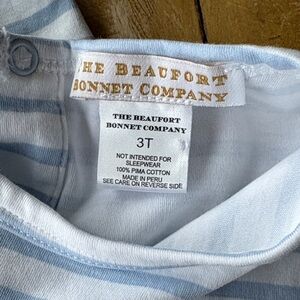 THE BEAUFORT
BONNET COMPANY
THE BEAUFORT
BONNET COMPANY
3T
NOT INTENDED FOR
SLEEPWEAR
100% PIMA COTTON
MADE IN PERU
SEE CARE ON REVERSE SIDE